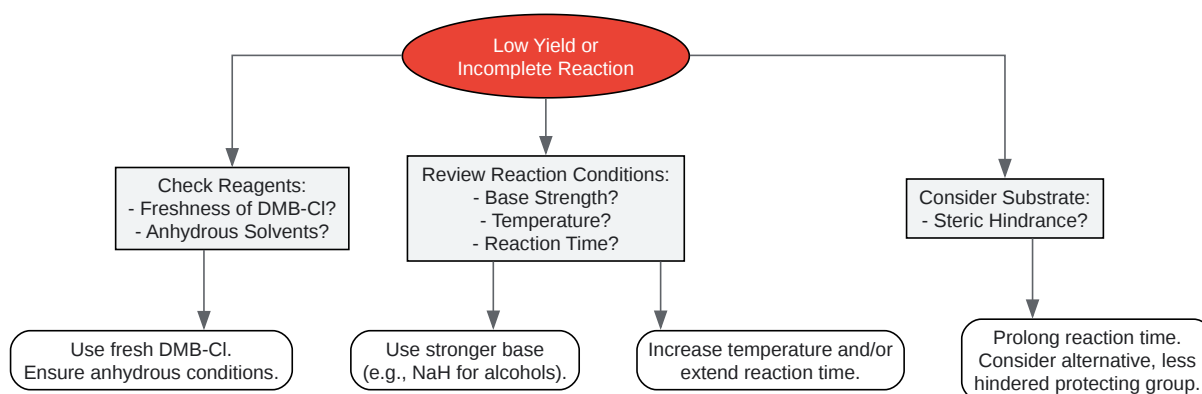 Low Yield or
Incomplete Reaction
Check Reagents:
- Freshness of DMB-Cl?
- Anhydrous Solvents?
Review Reaction Conditions:
- Base Strength?
- Temperature?
- Reaction Time?
Consider Substrate:
- Steric Hindrance?
Use fresh DMB-Cl.
Ensure anhydrous conditions.
Use stronger base
(e.g., NaH for alcohols).
Increase temperature and/or
extend reaction time.
Prolong reaction time.
Consider alternative, less
hindered protecting group.